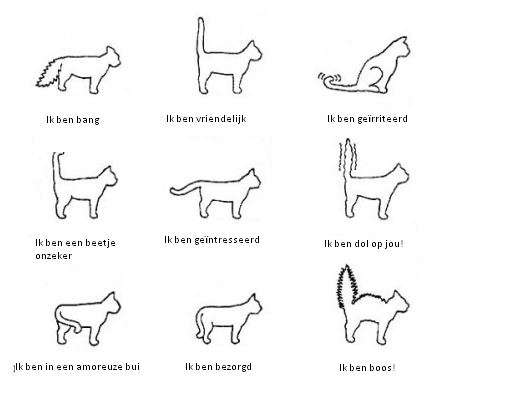 Ik ben bang
Ik ben vriendelijk
Ik ben geïrriteerd
Ik ben een beetje
onzeker
Ik ben geïntresseerd
Ik ben dol op jou!
Ik ben in een amoreuze bui
Ik ben bezorgd
Ik ben boos!